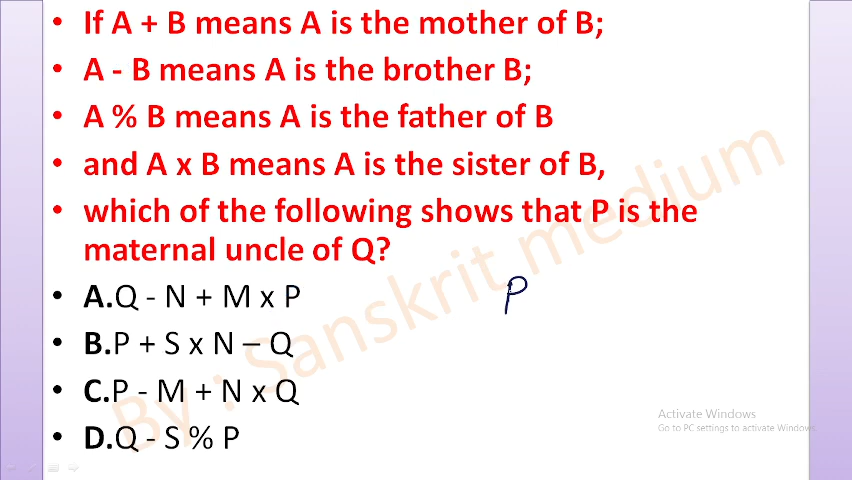 • If A + B means A is the mother of B;
• A - B means A is the brother B;
• A % B means A is the father of B
• and A x B means A is the sister of B,
• which of the following shows that P is the
maternal uncle of Q?
• A.Q - N + M x P
P
• B.P + S x N – Q
• C.P - M + N x Q
• D.Q - S % P
By : Sanskrit medium
Activate Windows
Go to PC settings to activate Windows.